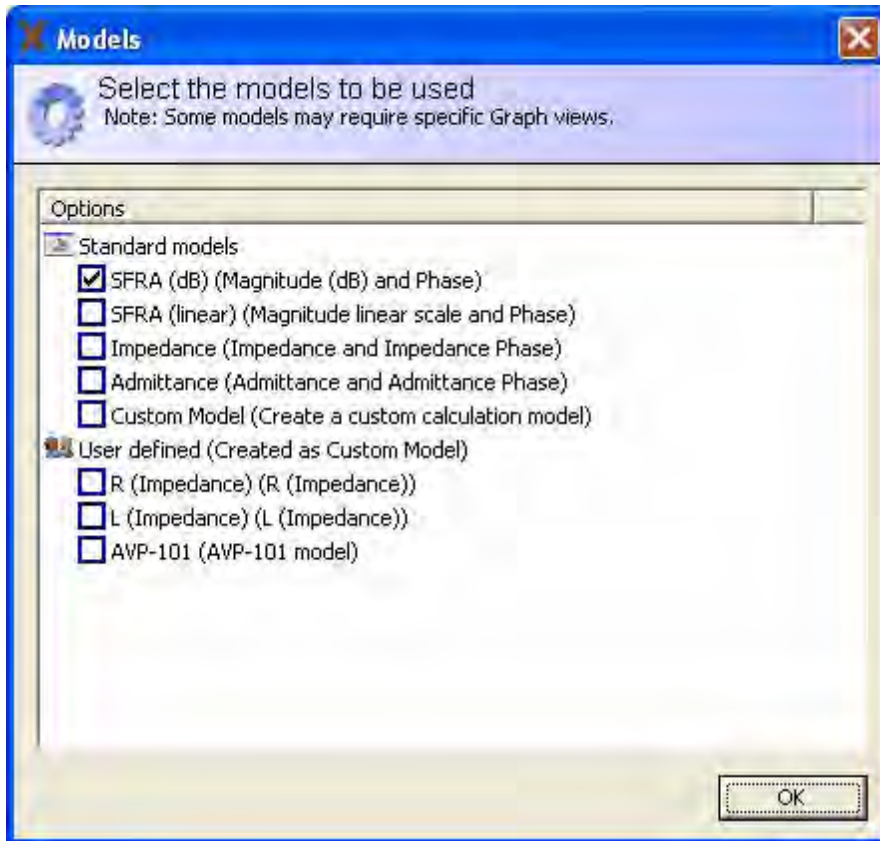 Models
Select the models to be used
Note: Some models may require specific Graph views.
Options
Standard models
SFRA (dB) (Magnitude (dB) and Phase)
SFRA (linear) (Magnitude linear scale and Phase)
Impedance (Impedance and Impedance Phase)
Admittance (Admittance and Admittance Phase)
Custom Model (Create a custom calculation model)
User defined (Created as Custom Model)
R (Impedance) (R (Impedance))
L (Impedance) (L (Impedance))
AVP-101 (AVP-101 model)
OK